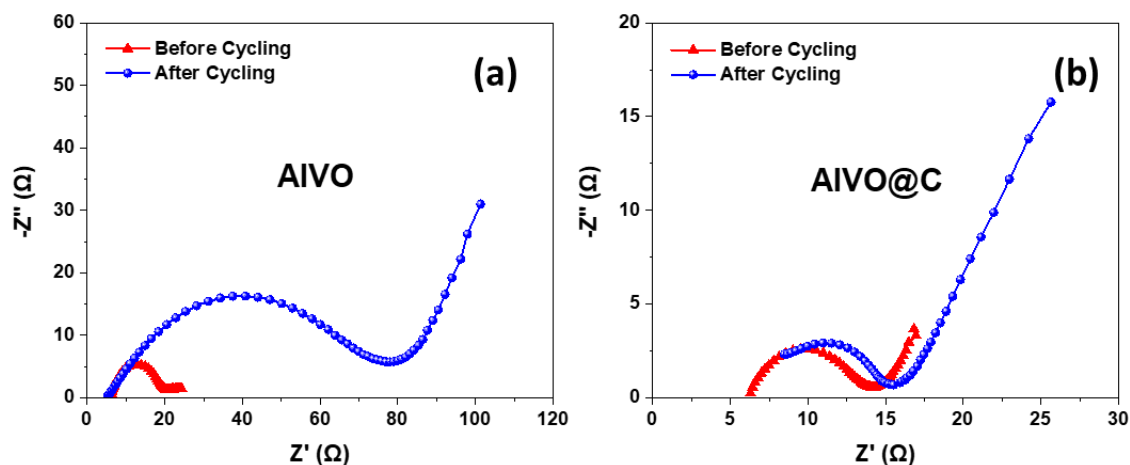 60
50
40
30
20
10
0
-Z'' (Ω)
Before Cycling
After Cycling
(a)
AlVO
0 20 40 60 80 100 120
Z' (Ω)
20
15
10
5
0
-Z'' (Ω)
Before Cycling
After Cycling
(b)
AlVO@C
0 5 10 15 20 25 30
Z' (Ω)